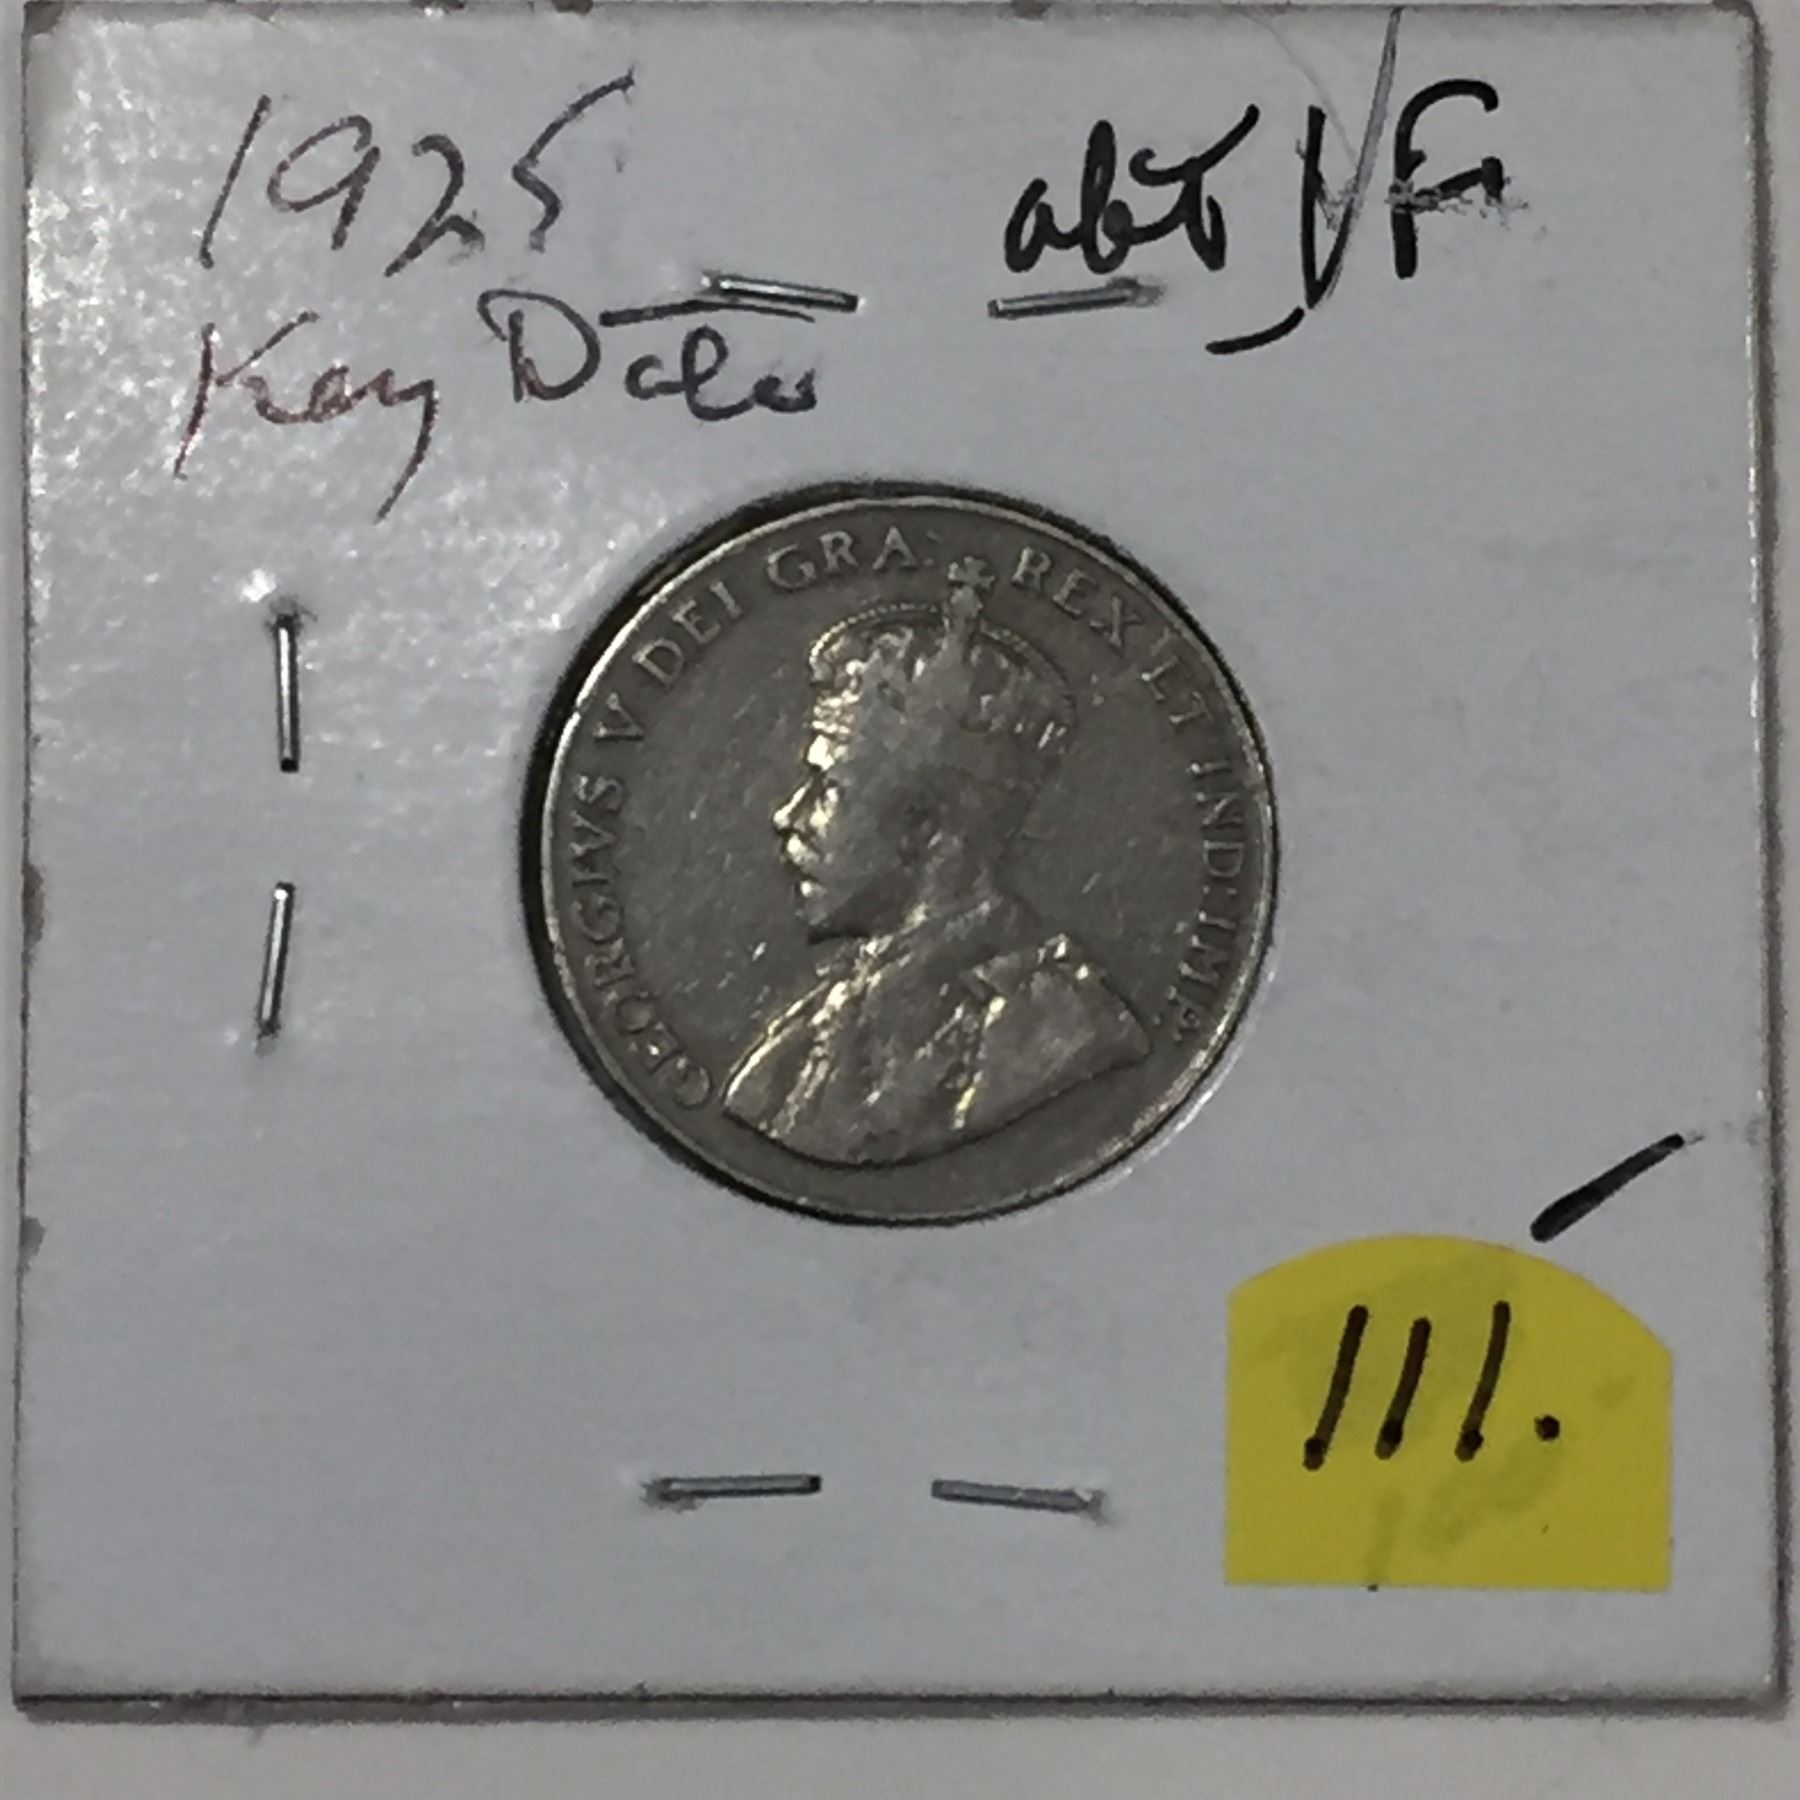 1925
abt VF
Key Date
GEORGIVS V DEI GRA: REX ET IND: IMP:
111.